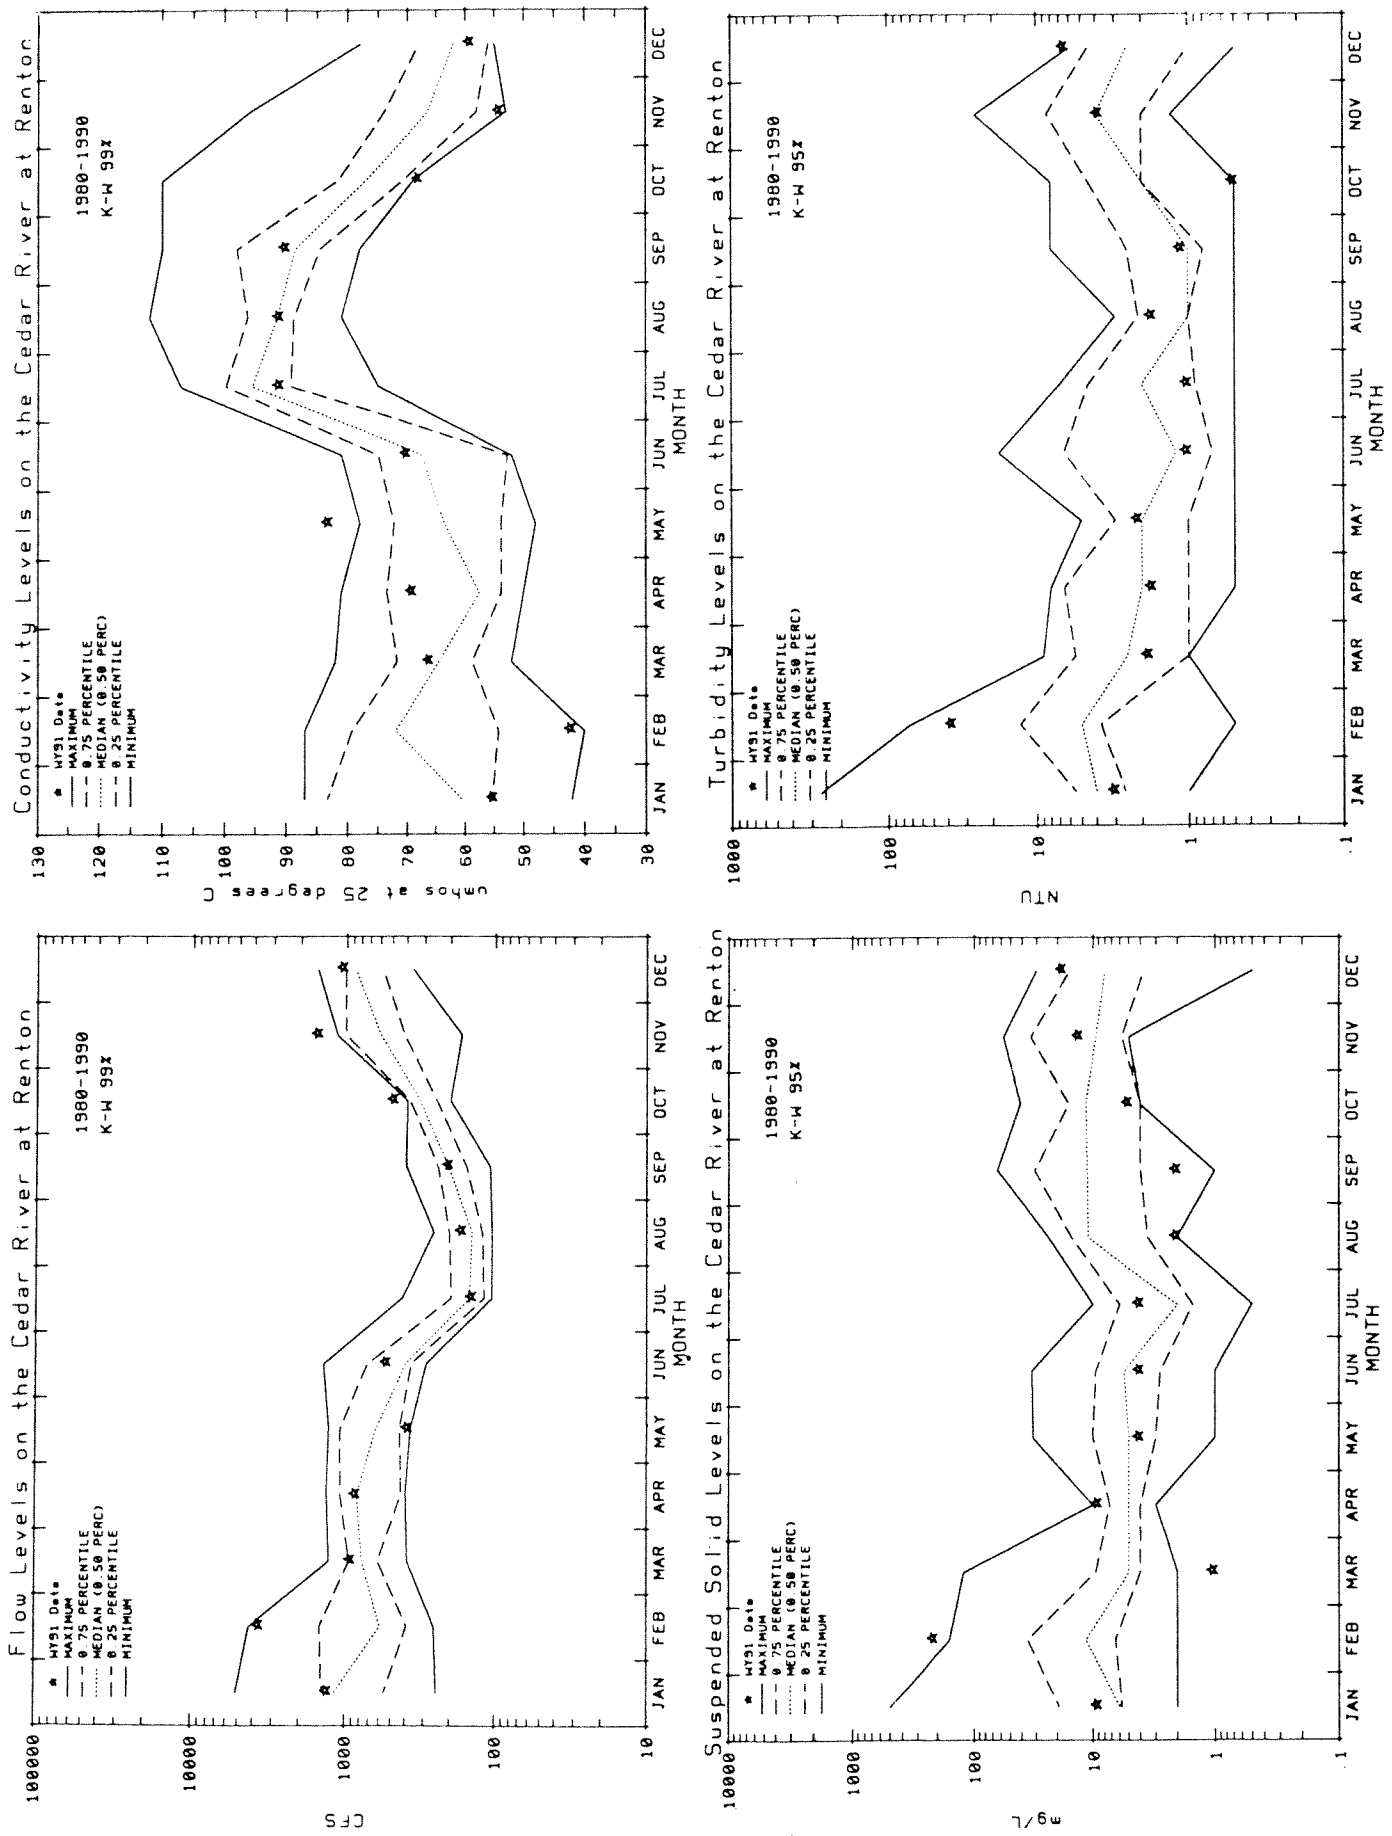 Flow Levels on the Cedar River at Renton
★ WY91 Data
MAXIMUM
0.75 PERCENTILE
MEDIAN (0.50 PERC)
0.25 PERCENTILE
MINIMUM
1980-1990
K-W 99%
10000
1000
100
10
CFS
JAN FEB MAR APR MAY JUN JUL AUG SEP OCT NOV DEC
MONTH
Conductivity Levels on the Cedar River at Renton
★ WY91 Data
MAXIMUM
0.75 PERCENTILE
MEDIAN (0.50 PERC)
0.25 PERCENTILE
MINIMUM
1980-1990
K-W 99%
130
120
110
100
90
80
70
60
50
40
30
umhos at 25 degrees C
JAN FEB MAR APR MAY JUN JUL AUG SEP OCT NOV DEC
MONTH
Suspended Solid Levels on the Cedar River at Renton
★ WY91 Data
MAXIMUM
0.75 PERCENTILE
MEDIAN (0.50 PERC)
0.25 PERCENTILE
MINIMUM
1980-1990
K-W 95%
10000
1000
100
10
1
1
mg/L
JAN FEB MAR APR MAY JUN JUL AUG SEP OCT NOV DEC
MONTH
Turbidity Levels on the Cedar River at Renton
★ WY91 Data
MAXIMUM
0.75 PERCENTILE
MEDIAN (0.50 PERC)
0.25 PERCENTILE
MINIMUM
1980-1990
K-W 95%
1000
100
10
1
.1
NTU
JAN FEB MAR APR MAY JUN JUL AUG SEP OCT NOV DEC
MONTH